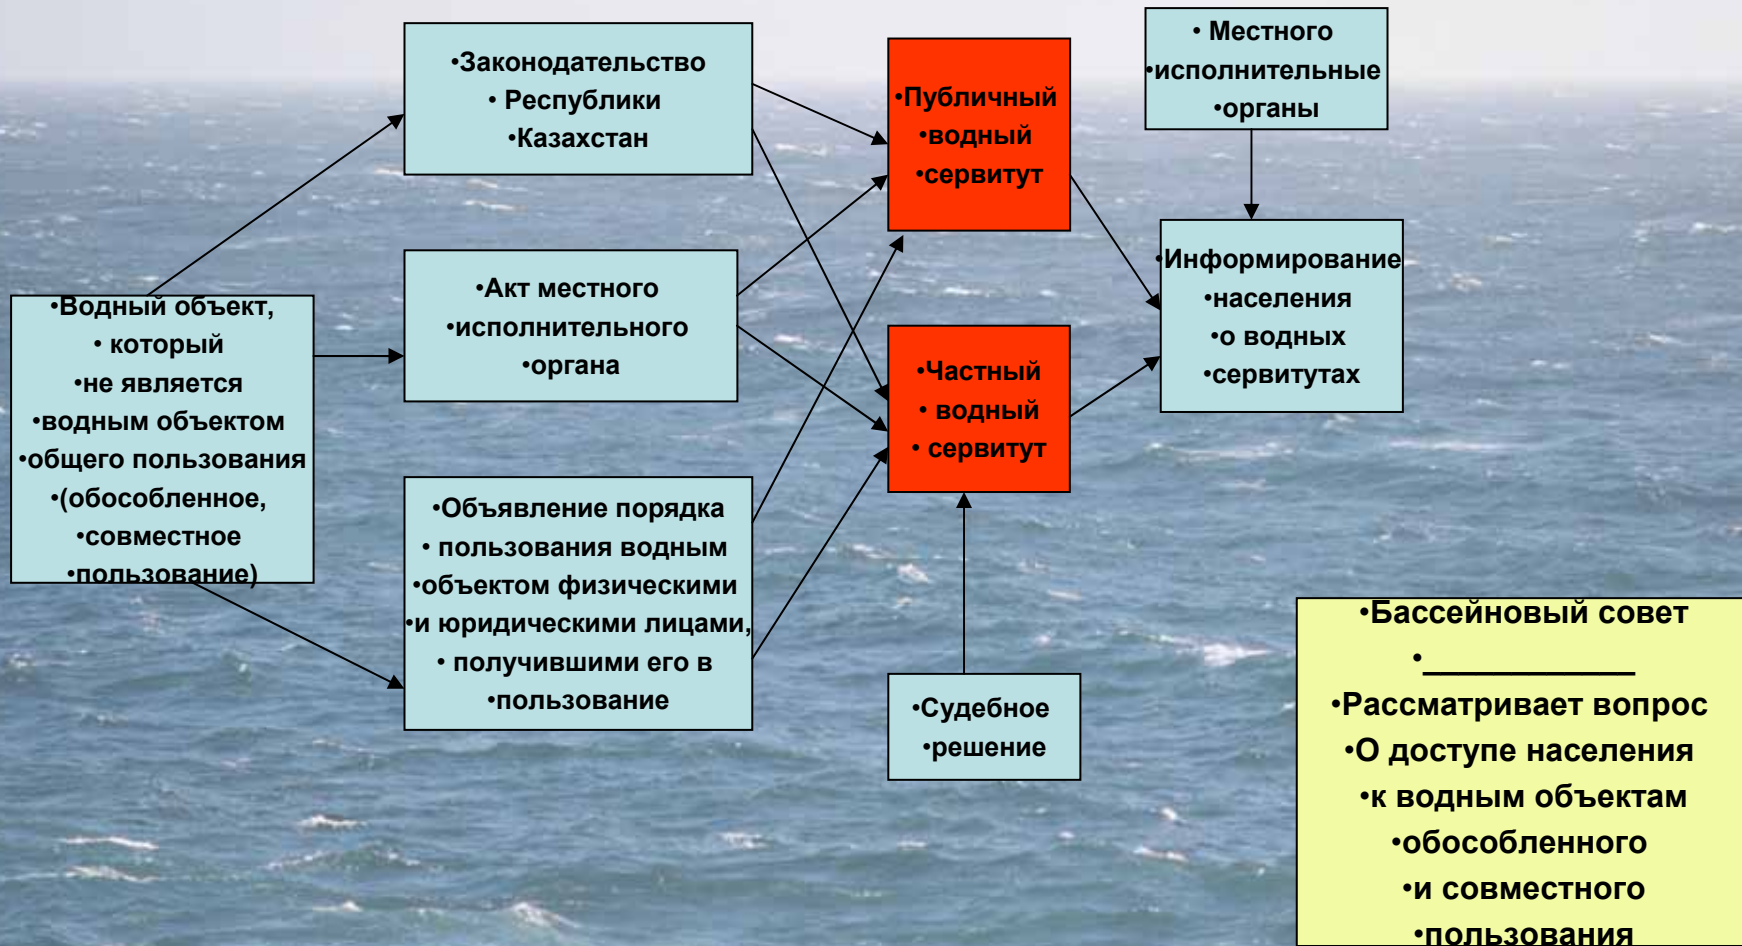 •Водный объект,
• который
•не является
•водным объектом
•общего пользования
•(обособленное,
•совместное
•пользование)
•Законодательство
• Республики
•Казахстан
•Акт местного
•исполнительного
•органа
•Объявление порядка
• пользования водным
•объектом физическими
•и юридическими лицами,
• получившими его в
•пользование
•Публичный
•водный
•сервитут
•Частный
• водный
• сервитут
•Судебное
•решение
• Местного
•исполнительные
•органы
•Информирование
•населения
•о водных
•сервитутах
•Бассейновый совет
•_____________
•Рассматривает вопрос
•О доступе населения
•к водным объектам
•обособленного
•и совместного
•пользования